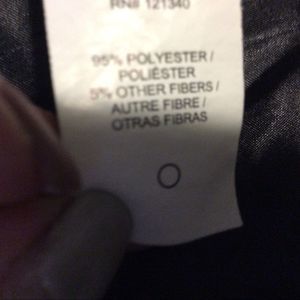 RN# 121340
95% POLYESTER /
POLIÉSTER
5% OTHER FIBERS /
AUTRE FIBRE /
OTRAS FIBRAS